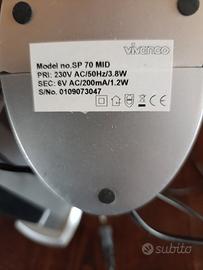 vivanco
Model no.SP 70 MID
PRI: 230V AC/50Hz/3.8W
SEC: 6V AC/200mA/1.2W
S/No. 0109073047
subito